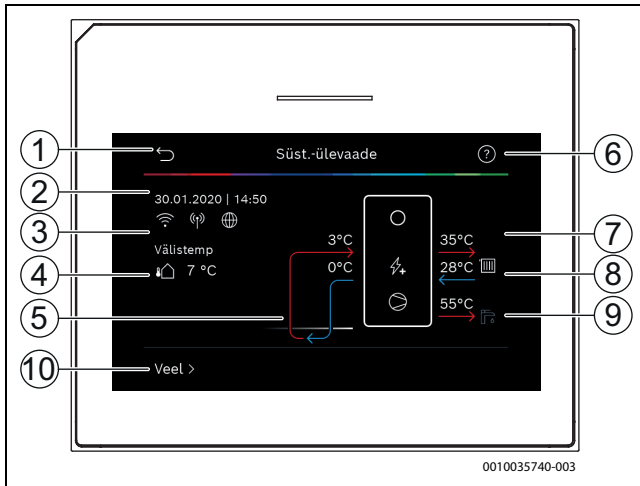 1
2
3
4
5
10
6
7
8
9
Süst.-ülevaade
?
30.01.2020 | 14:50
Välistemp
7 °C
3°C
0°C
35°C
28°C
55°C
Veel >
0010035740-003